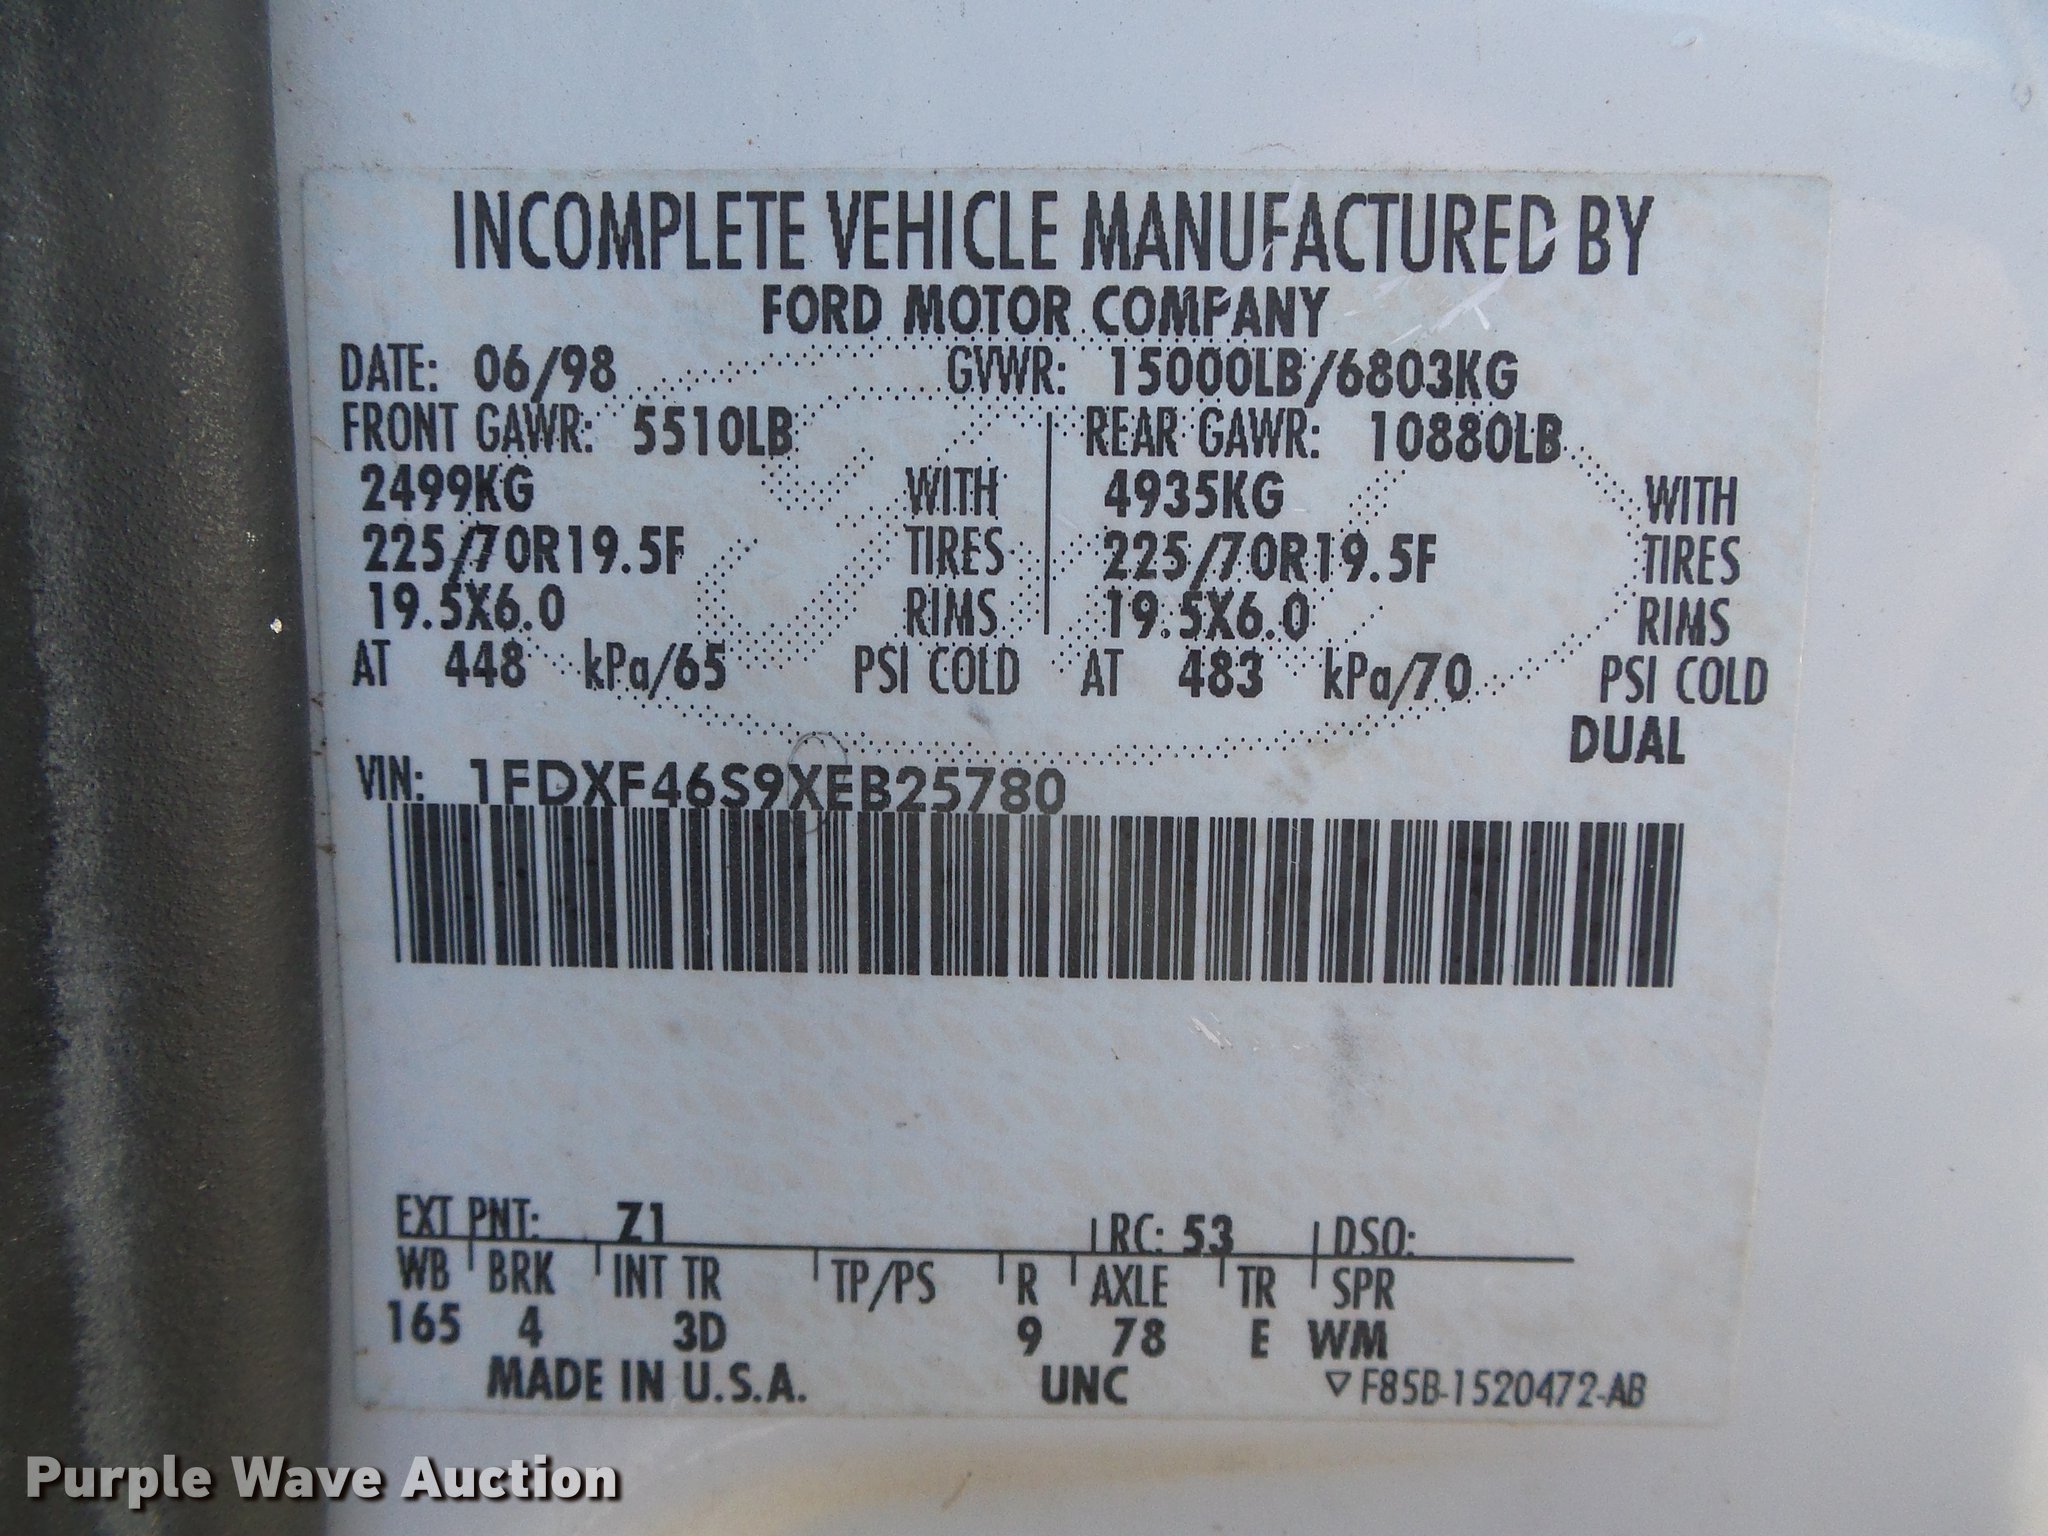 INCOMPLETE VEHICLE MANUFACTURED BY
FORD MOTOR COMPANY
DATE: 06/98 GVWR: 15000LB/6803KG
FRONT GAWR: 5510LB REAR GAWR: 10880LB
2499KG WITH 4935KG WITH
225/70R19.5F TIRES 225/70R19.5F TIRES
19.5X6.0 RIMS 19.5X6.0 RIMS
AT 448 kPa/65 PSI COLD AT 483 kPa/70 PSI COLD
DUAL
VIN: 1FDXF46S9XEB25780
EXT PNT: Z1 RC: 53 DSO:
WB BRK INT TR TP/PS R AXLE TR SPR
165 4 3D 9 78 E WM
MADE IN U.S.A. UNC ▽F85B-1520472-AB
Purple Wave Auction